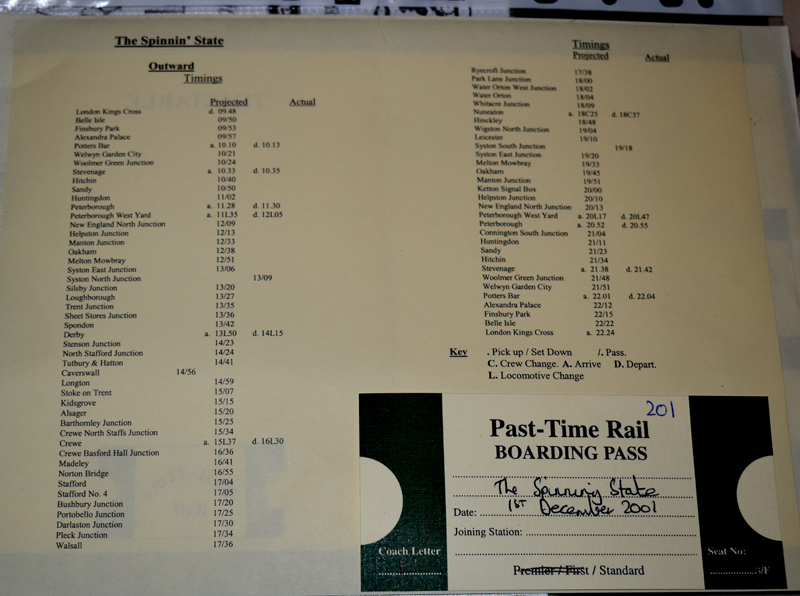 The Spinnin' State
Outward
Timings
Projected Actual
London Kings Cross d. 09.48
Belle Isle 09/50
Finsbury Park 09/53
Alexandra Palace 09/57
Potters Bar a. 10.10 d. 10.13
Welwyn Garden City 10/21
Woolmer Green Junction 10/24
Stevenage a. 10.33 d. 10.35
Hitchin 10/40
Sandy 10/50
Huntingdon 11/02
Peterborough a. 11.28 d. 11.30
Peterborough West Yard a. 11L35 d. 12L05
New England North Junction 12/09
Helpston Junction 12/13
Manton Junction 12/33
Oakham 12/38
Melton Mowbray 12/51
Syston East Junction 13/06
Syston North Junction 13/09
Silsby Junction 13/20
Loughborough 13/27
Trent Junction 13/35
Sheet Stores Junction 13/36
Spondon 13/42
Derby a. 13L50 d. 14L15
Stenson Junction 14/23
North Stafford Junction 14/24
Tutbury & Hatton 14/41
Caverswall 14/56
Longton 14/59
Stoke on Trent 15/07
Kidsgrove 15/15
Alsager 15/20
Barthomley Junction 15/25
Crewe North Staffs Junction 15/34
Crewe a. 15L37 d. 16L30
Crewe Basford Hall Junction 16/36
Madeley 16/41
Norton Bridge 16/55
Stafford 17/04
Stafford No. 4 17/05
Bushbury Junction 17/20
Portobello Junction 17/25
Darlaston Junction 17/30
Pleck Junction 17/34
Walsall 17/36
Timings
Projected Actual
Ryecroft Junction 17/38
Park Lane Junction 18/00
Water Orton West Junction 18/02
Water Orton 18/04
Whitacre Junction 18/09
Nuneaton a. 18C25 d. 18C37
Hinckley 18/48
Wigston North Junction 19/04
Leicester 19/10
Syston South Junction 19/18
Syston East Junction 19/20
Melton Mowbray 19/33
Oakham 19/45
Manton Junction 19/51
Ketton Signal Box 20/00
Helpston Junction 20/10
New England North Junction 20/13
Peterborough West Yard a. 20L17 d. 20L47
Peterborough a. 20.52 d. 20.55
Connington South Junction 21/04
Huntingdon 21/11
Sandy 21/23
Hitchin 21/34
Stevenage a. 21.38 d. 21.42
Woolmer Green Junction 21/48
Welwyn Garden City 21/51
Potters Bar a. 22.01 d. 22.04
Alexandra Palace 22/12
Finsbury Park 22/15
Belle Isle 22/22
London Kings Cross a. 22.24
Key . Pick up / Set Down /. Pass.
C. Crew Change. A. Arrive D. Depart.
L. Locomotive Change
201
Past-Time Rail
BOARDING PASS
The Spinning State
Date: 1ST December 2001
Joining Station:
Premier / First / Standard
Coach Letter
Seat No:
/F